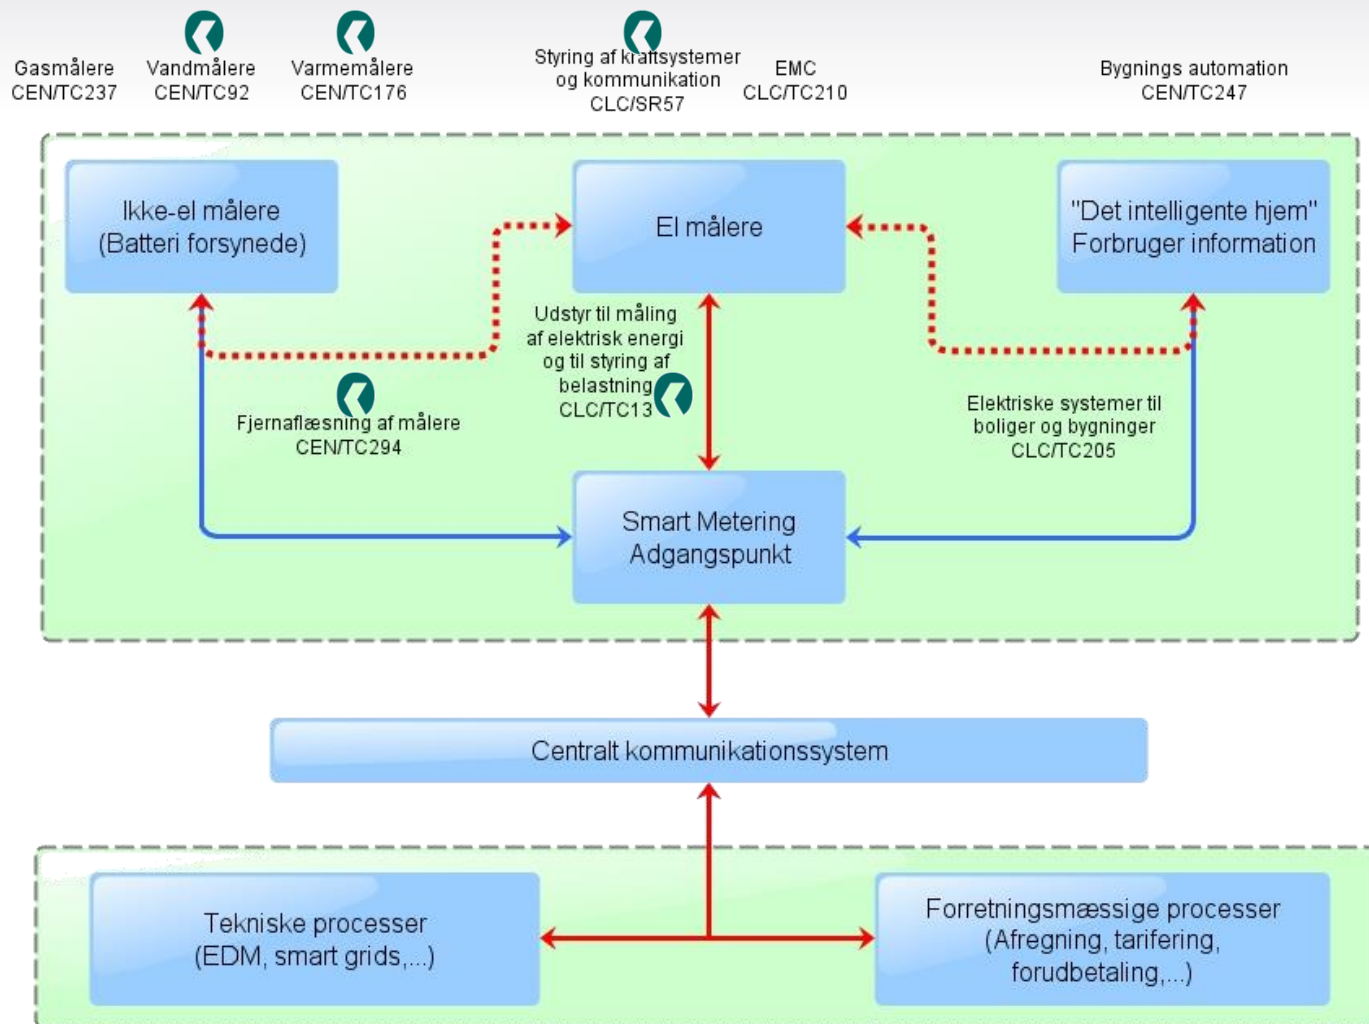 Gasmålere
CEN/TC237
Vandmålere
CEN/TC92
Varmemålere
CEN/TC176
Styring af kraftsystemer
og kommunikation
CLC/SR57
EMC
CLC/TC210
Bygnings automation
CEN/TC247
Ikke-el målere
(Batteri forsynede)
El målere
"Det intelligente hjem"
Forbruger information
Udstyr til måling
af elektrisk energi
og til styring af
belastning
CLC/TC13
Fjernaflæsning af målere
CEN/TC294
Elektriske systemer til
boliger og bygninger
CLC/TC205
Smart Metering
Adgangspunkt
Centralt kommunikationssystem
Tekniske processer
(EDM, smart grids,...)
Forretningsmæssige processer
(Afregning, tarifering,
forudbetaling,...)